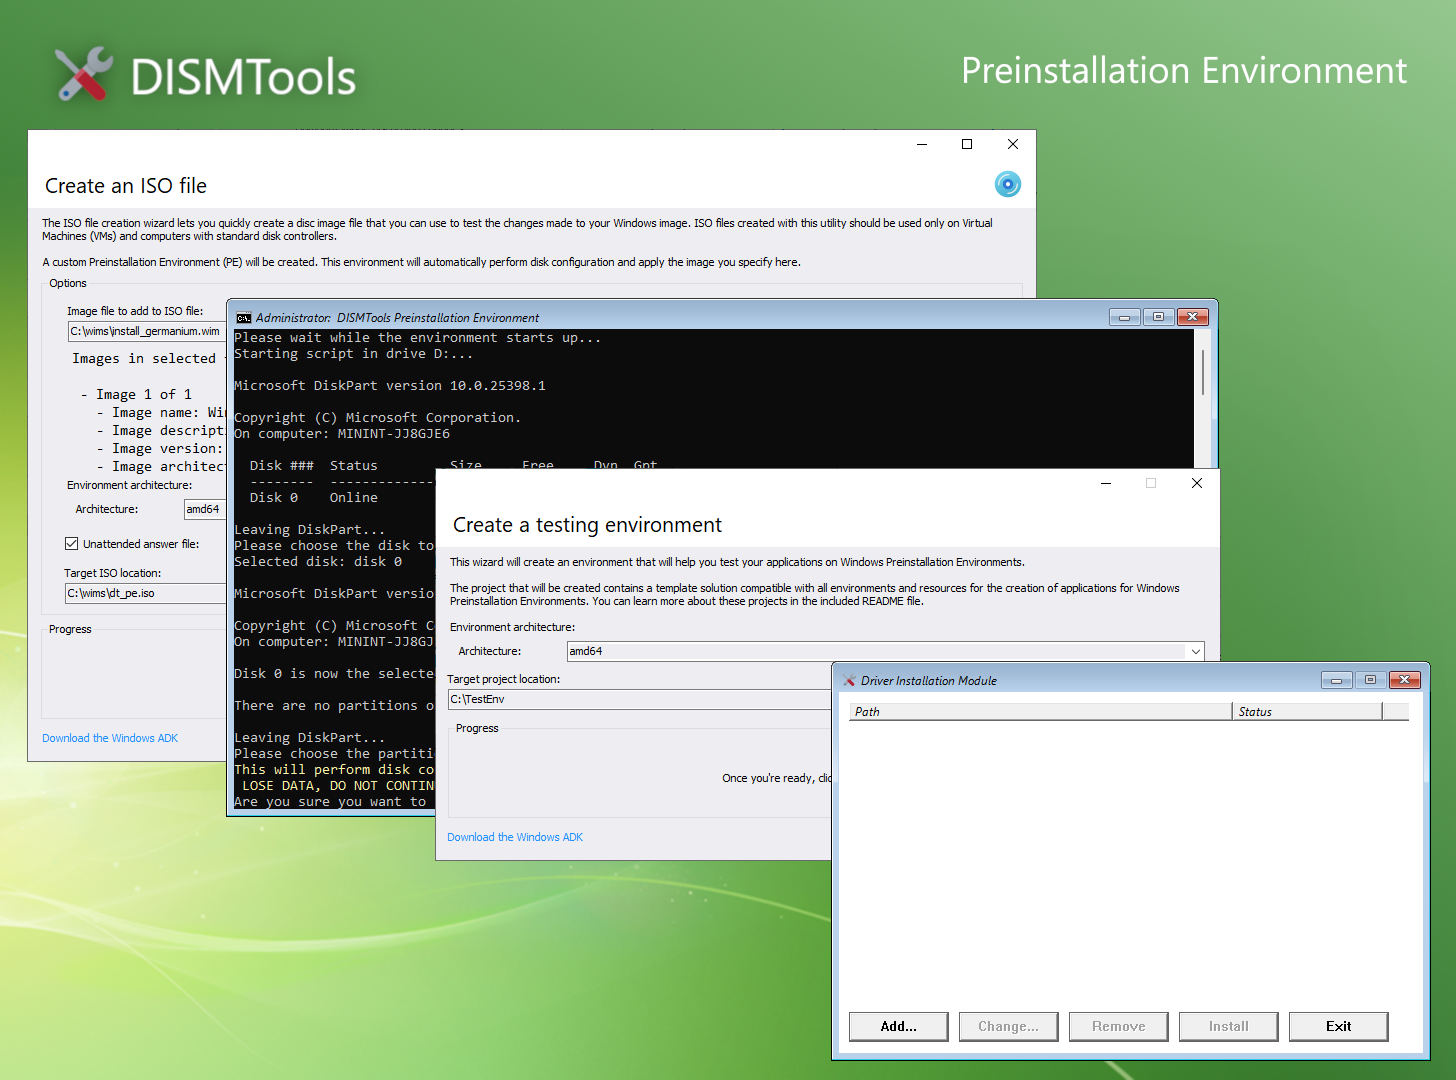 DISMTools
Preinstallation Environment
Create an ISO file
The ISO file creation wizard lets you quickly create a disc image file that you can use to test the changes made to your Windows image. ISO files created with this utility should be used only on Virtual
Machines (VMs) and computers with standard disk controllers.
A custom Preinstallation Environment (PE) will be created. This environment will automatically perform disk configuration and apply the image you specify here.
Options
Image file to add to ISO file:
C:\wims\install_germanium.wim
Images in selected
- Image 1 of 1
- Image name:
- Image
- Image version:
- Image
Environment architecture:
Architecture: amd64
Unattended answer file:
Target ISO location:
C:\wims\dt_pe.iso
Progress
Download the Windows ADK
Administrator: DISMTools Preinstallation Environment
Please wait while the environment starts up...
Starting script in drive D:...
Microsoft DiskPart version 10.0.25398.1
Copyright (C) Microsoft Corporation.
On computer: MININT-JJ8GJE6
Disk ### Status Size Free Dyn Gpt
-------- -------------
Disk 0 Online
Leaving DiskPart...
Please choose the disk to
Selected disk: disk 0
Microsoft DiskPart versio
Copyright (C) Microsoft C
On computer: MININT-JJ8GJ
Disk 0 is now the selecte
There are no partitions o
Leaving DiskPart...
Please choose the partiti
This will perform disk co
LOSE DATA, DO NOT CONTIN
Are you sure you want to
Create a testing environment
This wizard will create an environment that will help you test your applications on Windows Preinstallation Environments.
The project that will be created contains a template solution compatible with all environments and resources for the creation of applications for Windows
Preinstallation Environments. You can learn more about these projects in the included README file.
Environment architecture:
Architecture: amd64
Target project location:
C:\TestEnv
Progress
Once you're ready, clic
Download the Windows ADK
Driver Installation Module
Path Status
Add... Change... Remove Install Exit